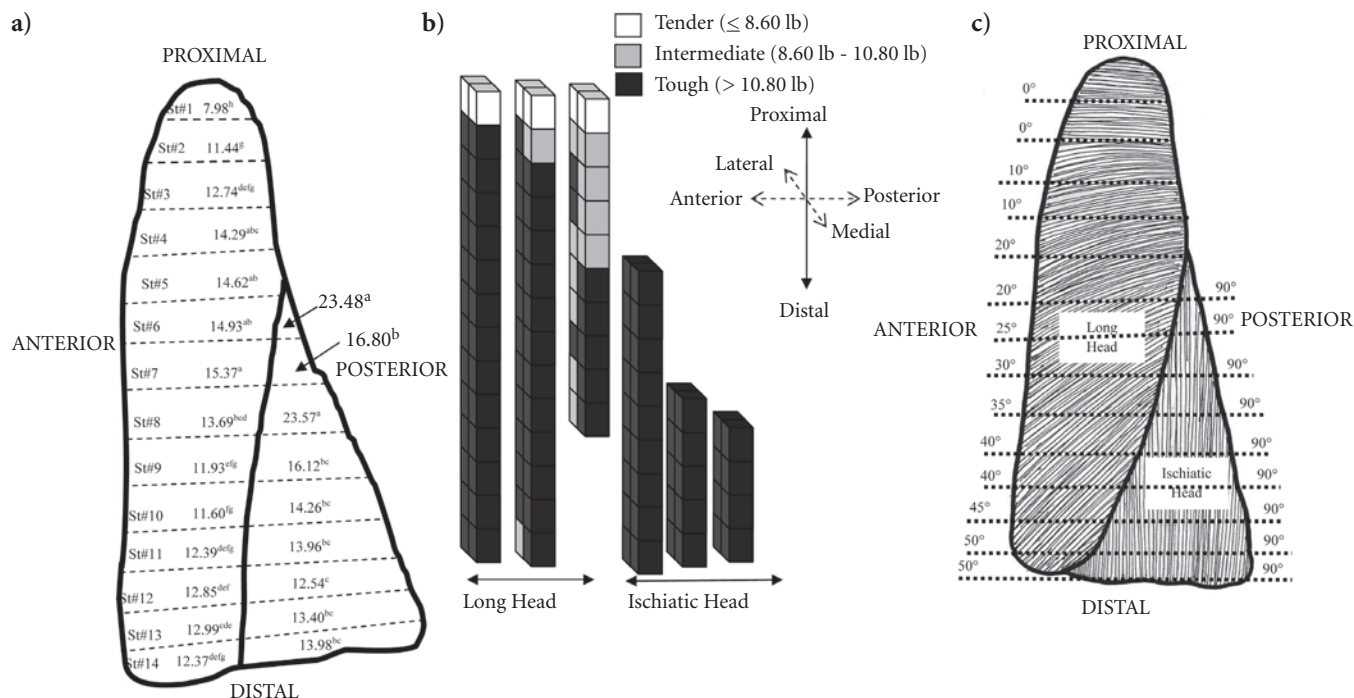 a)
PROXIMAL
St#1 7.98ʰ
St#2 11.44ᵍ
St#3 12.74ᵈᵉᶠᵍ
St#4 14.29ᵃᵇᶜ
St#5 14.62ᵃᵇ
St#6 14.93ᵃᵇ
St#7 15.37ᵃ
St#8 13.69ᵇᶜᵈ
St#9 11.93ᵉᶠᵍ
St#10 11.60ᶠᵍ
St#11 12.39ᵈᵉᶠᵍ
St#12 12.85ᵈᵉᶠ
St#13 12.99ᶜᵈᵉ
St#14 12.37ᵈᵉᶠᵍ
23.48ᵃ
16.80ᵇ
23.57ᵃ
16.12ᵇᶜ
14.26ᵇᶜ
13.96ᵇᶜ
12.54ᶜ
13.40ᵇᶜ
13.98ᵇᶜ
ANTERIOR
POSTERIOR
DISTAL
b)
Tender (≤ 8.60 lb)
Intermediate (8.60 lb - 10.80 lb)
Tough (> 10.80 lb)
Proximal
Lateral
Anterior
Posterior
Medial
Distal
Long Head
Ischiatic Head
c)
PROXIMAL
0°
0°
10°
10°
20°
20°
25°
30°
35°
40°
40°
45°
50°
50°
90°
90°
90°
90°
90°
90°
90°
90°
90°
ANTERIOR
POSTERIOR
Long
Head
Ischiatic
Head
DISTAL